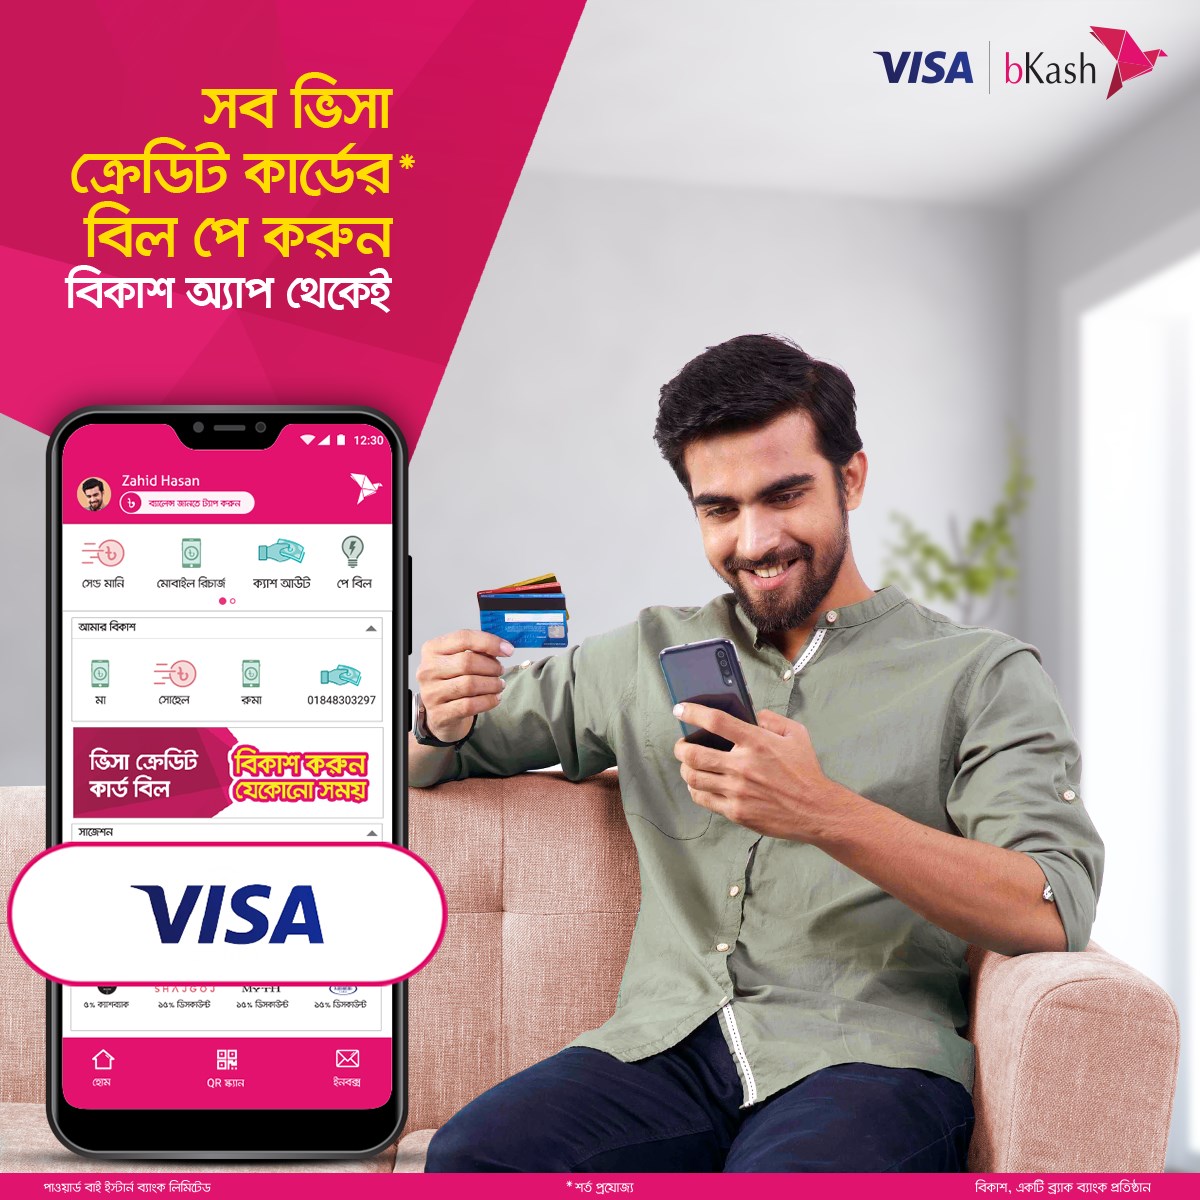 VISA
bKash
সব ভিসা
ক্রেডিট কার্ডের*
বিল পে করুন
বিকাশ অ্যাপ থেকেই
12:30
Zahid Hasan
৳ ব্যালেন্স জানতে ট্যাপ করুন
সেন্ড মানি
মোবাইল রিচার্জ
ক্যাশ আউট
পে বিল
আমার বিকাশ
মা
সোহেল
রুমা
01848303297
ভিসা ক্রেডিট
কার্ড বিল
বিকাশ করুন
যেকোনো সময়
সাজেশন
VISA
SHAJGOJ
৫% ক্যাশব্যাক
১৫% ডিসকাউন্ট
১৫% ডিসকাউন্ট
১৫% ডিসকাউন্ট
হোম
QR স্ক্যান
ইনবক্স
পাওয়ার্ড বাই ইস্টার্ন ব্যাংক লিমিটেড
*শর্ত প্রযোজ্য
বিকাশ, একটি ব্র্যাক ব্যাংক প্রতিষ্ঠান